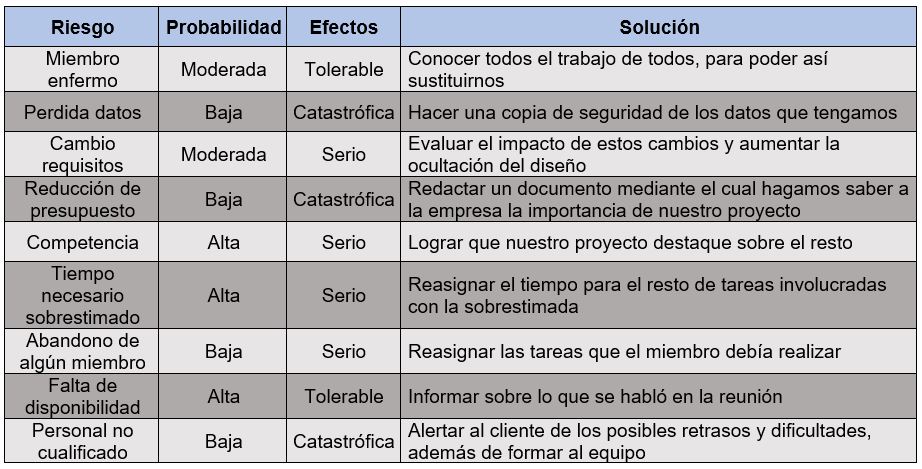 Riesgo Probabilidad Efectos Solución
Miembro
enfermo
Moderada
Tolerable
Conocer todos el trabajo de todos, para poder así
sustituirnos
Perdida datos
Baja
Catastrófica
Hacer una copia de seguridad de los datos que tengamos
Cambio
requisitos
Moderada
Serio
Evaluar el impacto de estos cambios y aumentar la
ocultación del diseño
Reducción de
presupuesto
Baja
Catastrófica
Redactar un documento mediante el cual hagamos saber a
la empresa la importancia de nuestro proyecto
Competencia
Alta
Serio
Lograr que nuestro proyecto destaque sobre el resto
Tiempo
necesario
sobrestimado
Alta
Serio
Reasignar el tiempo para el resto de tareas involucradas
con la sobrestimada
Abandono de
algún miembro
Baja
Serio
Reasignar las tareas que el miembro debía realizar
Falta de
disponibilidad
Alta
Tolerable
Informar sobre lo que se habló en la reunión
Personal no
cualificado
Baja
Catastrófica
Alertar al cliente de los posibles retrasos y dificultades,
además de formar al equipo